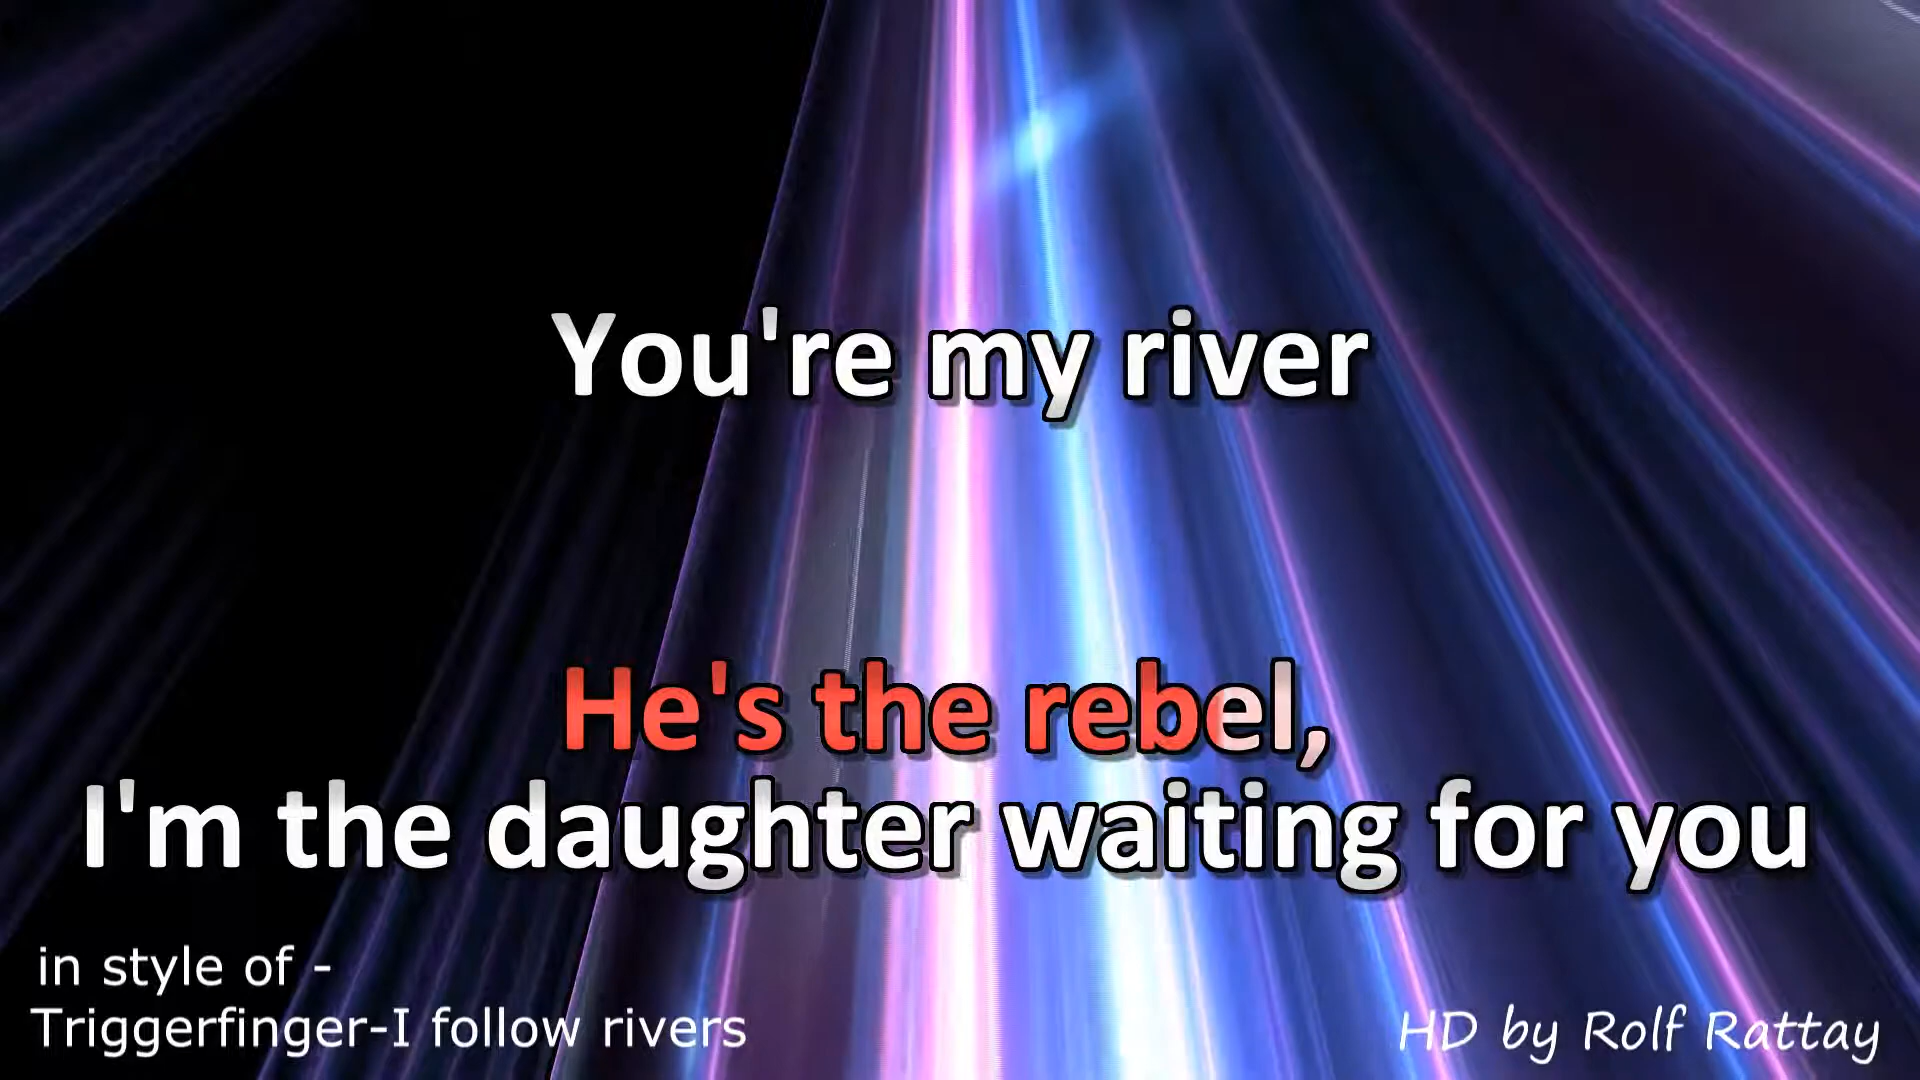 You're my river
He's the rebel,
I'm the daughter waiting for you
in style of -
Triggerfinger-I follow rivers
HD by Rolf Rattay